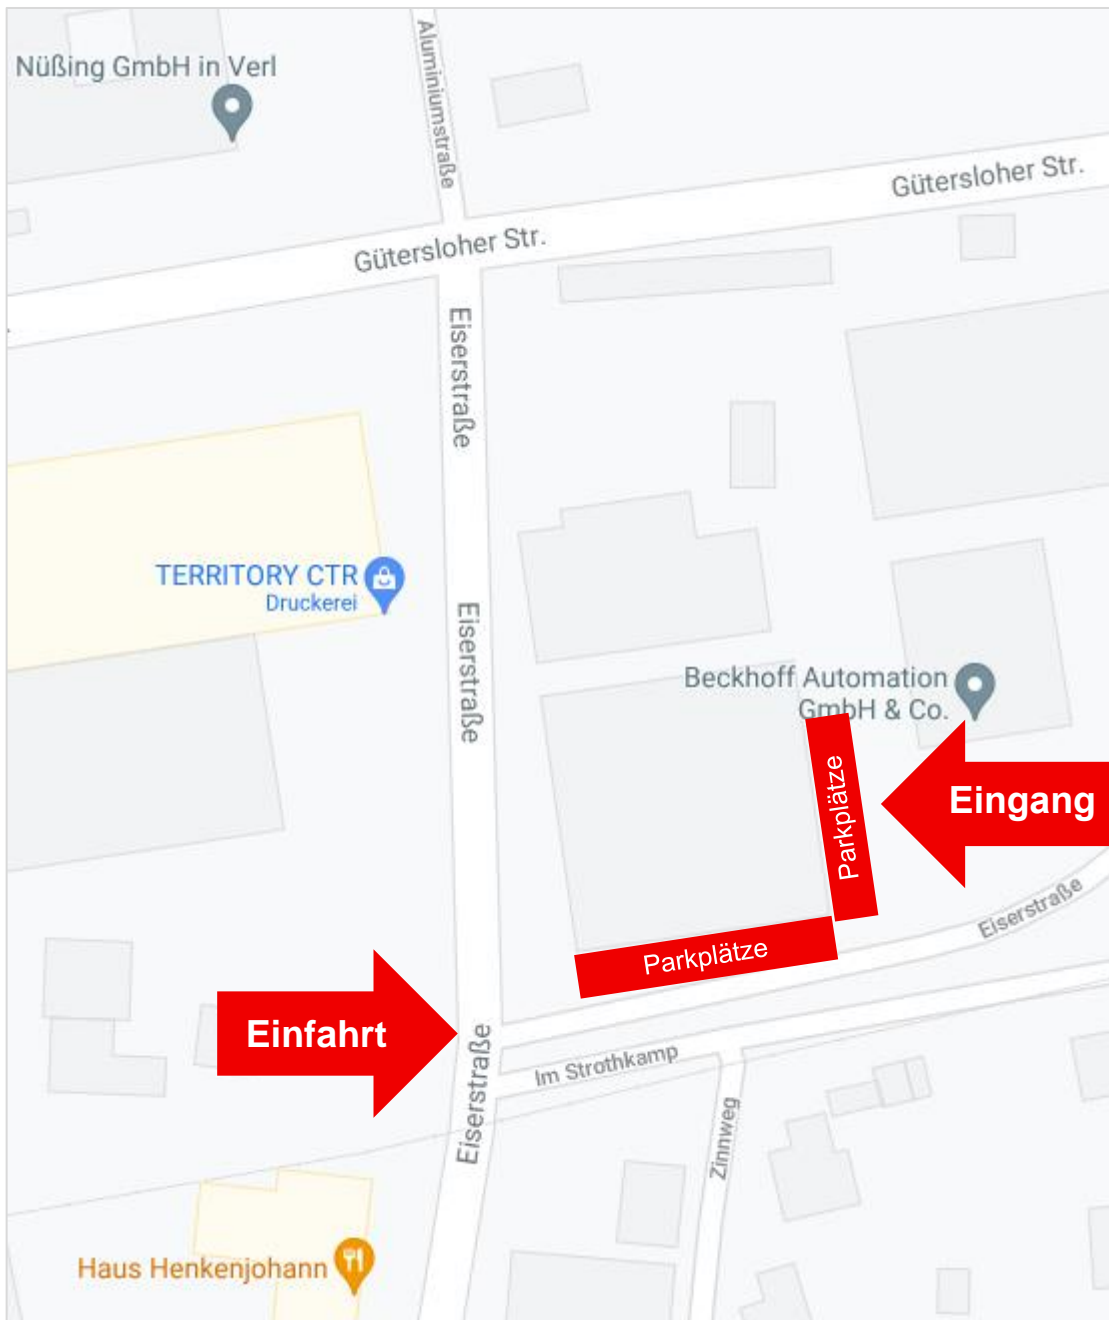 Nüßing GmbH in Verl
Aluminiumstraße
Gütersloher Str.
Gütersloher Str.
Eiserstraße
TERRITORY CTR
Druckerei
Eiserstraße
Beckhoff Automation
GmbH & Co.
Parkplätze
Eingang
Eiserstraße
Parkplätze
Einfahrt
Eiserstraße
Im Strothkamp
Zinnweg
Haus Henkenjohann